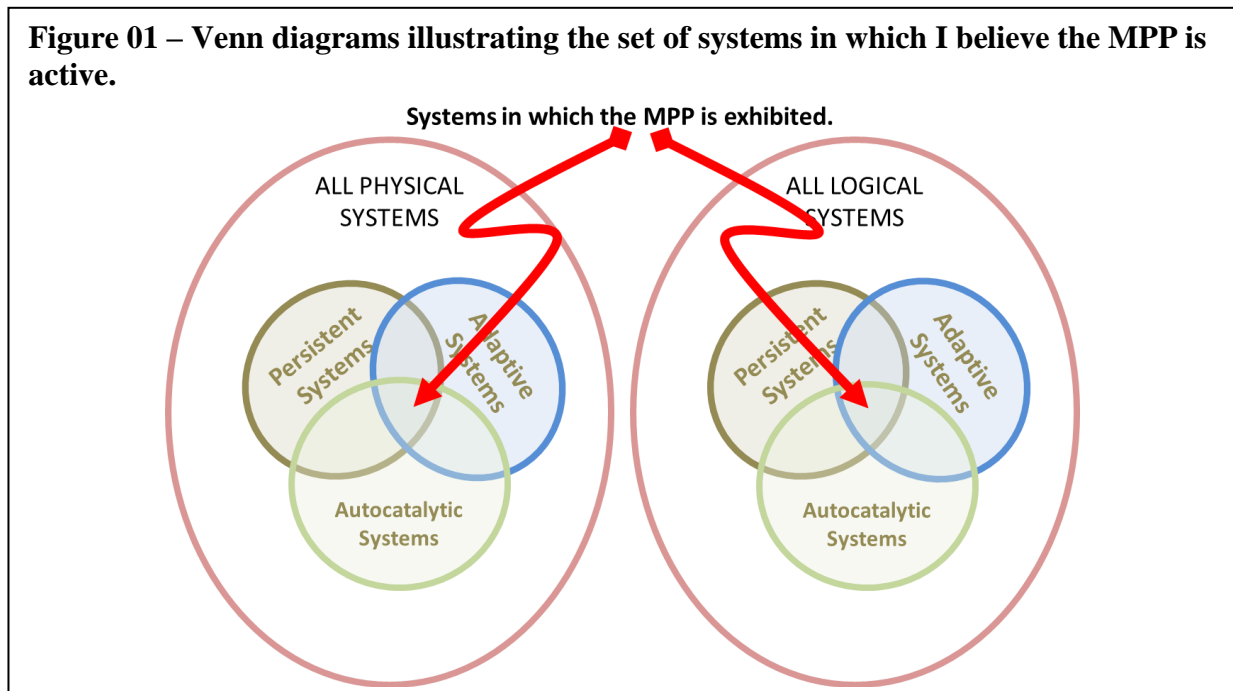 Figure 01 – Venn diagrams illustrating the set of systems in which I believe the MPP is
active.
Systems in which the MPP is exhibited.
ALL PHYSICAL
SYSTEMS
Persistent
Systems
Adaptive
Systems
Autocatalytic
Systems
ALL LOGICAL
SYSTEMS
Persistent
Systems
Adaptive
Systems
Autocatalytic
Systems